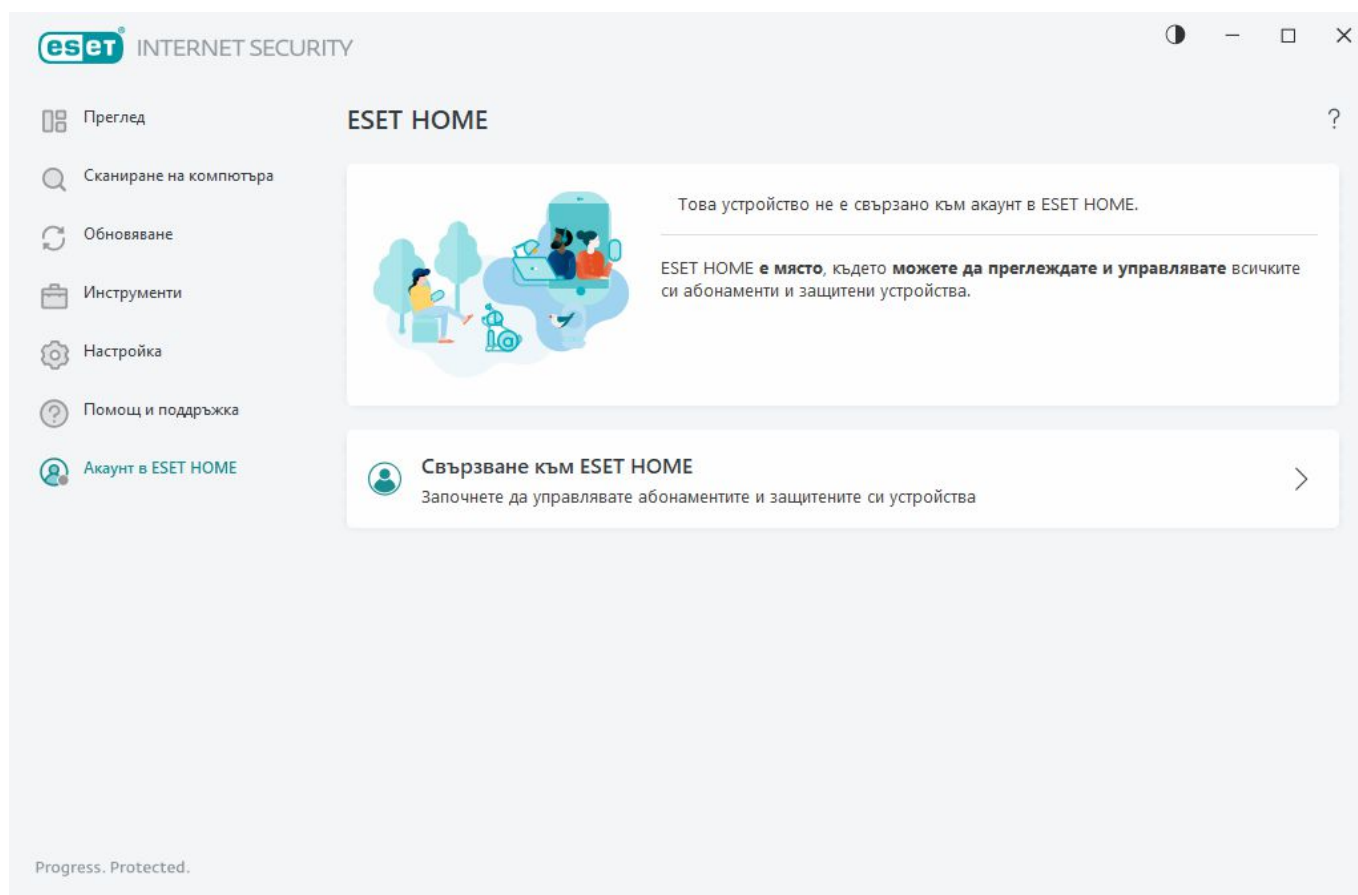 eset® INTERNET SECURITY
Преглед
Сканиране на компютъра
Обновяване
Инструменти
Настройка
Помощ и поддръжка
Акаунт в ESET HOME
ESET HOME
?
Това устройство не е свързано към акаунт в ESET HOME.
ESET HOME е място, където можете да преглеждате и управлявате всичките
си абонаменти и защитени устройства.
Свързване към ESET HOME
Започнете да управлявате абонаментите и защитените си устройства
Progress. Protected.